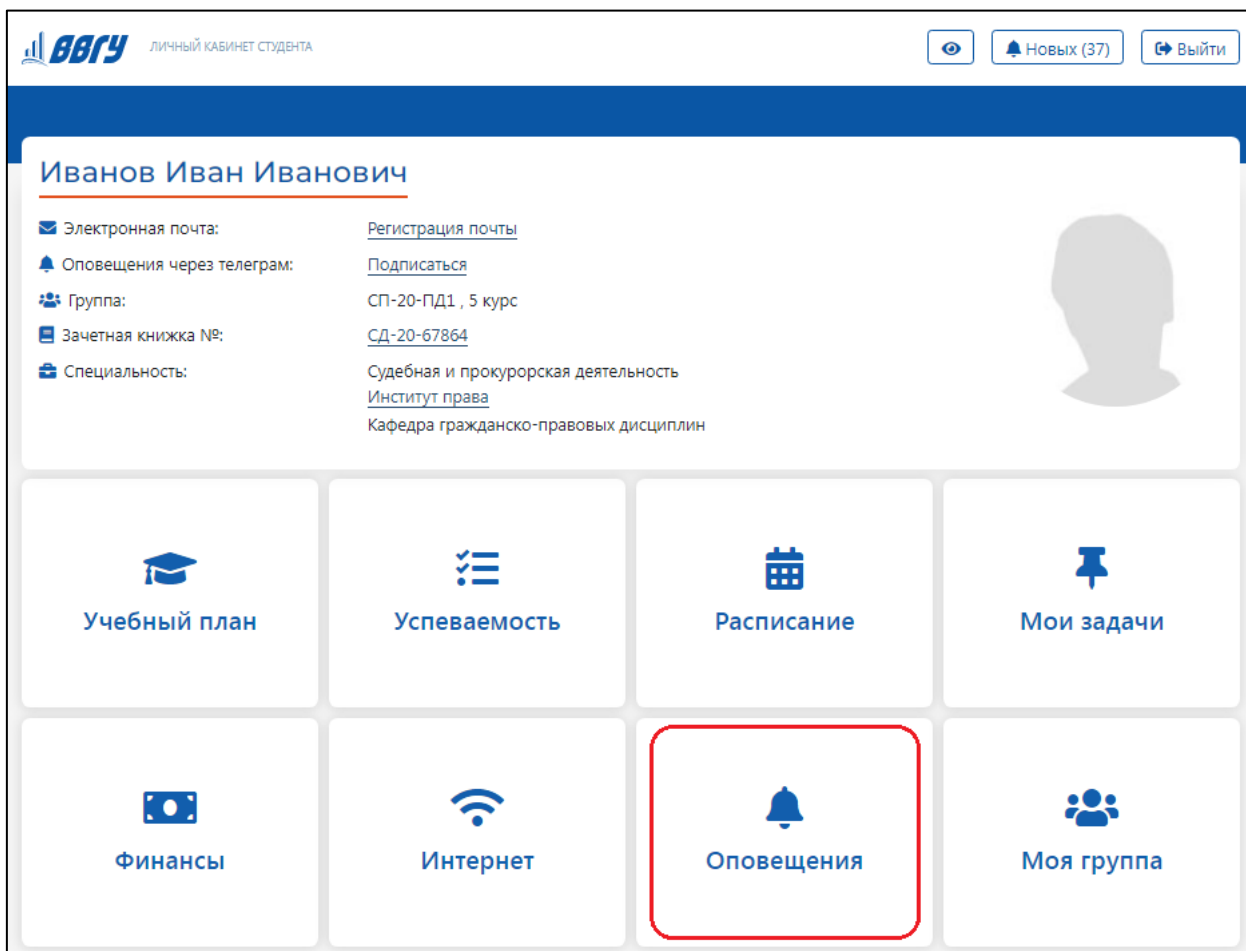 ВВГУ ЛИЧНЫЙ КАБИНЕТ СТУДЕНТА Новых (37) Выйти
Иванов Иван Иванович
Электронная почта: Регистрация почты
Оповещения через телеграм: Подписаться
Группа: СП-20-ПД1 , 5 курс
Зачетная книжка №: СД-20-67864
Специальность: Судебная и прокурорская деятельность
Институт права
Кафедра гражданско-правовых дисциплин
Учебный план Успеваемость Расписание Мои задачи
Финансы Интернет Оповещения Моя группа